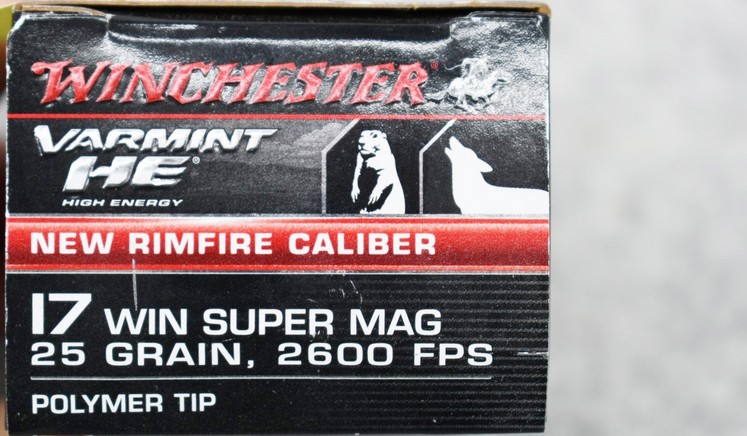 WINCHESTER®
VARMINT
HE®
HIGH ENERGY
NEW RIMFIRE CALIBER
17 WIN SUPER MAG
25 GRAIN, 2600 FPS
POLYMER TIP